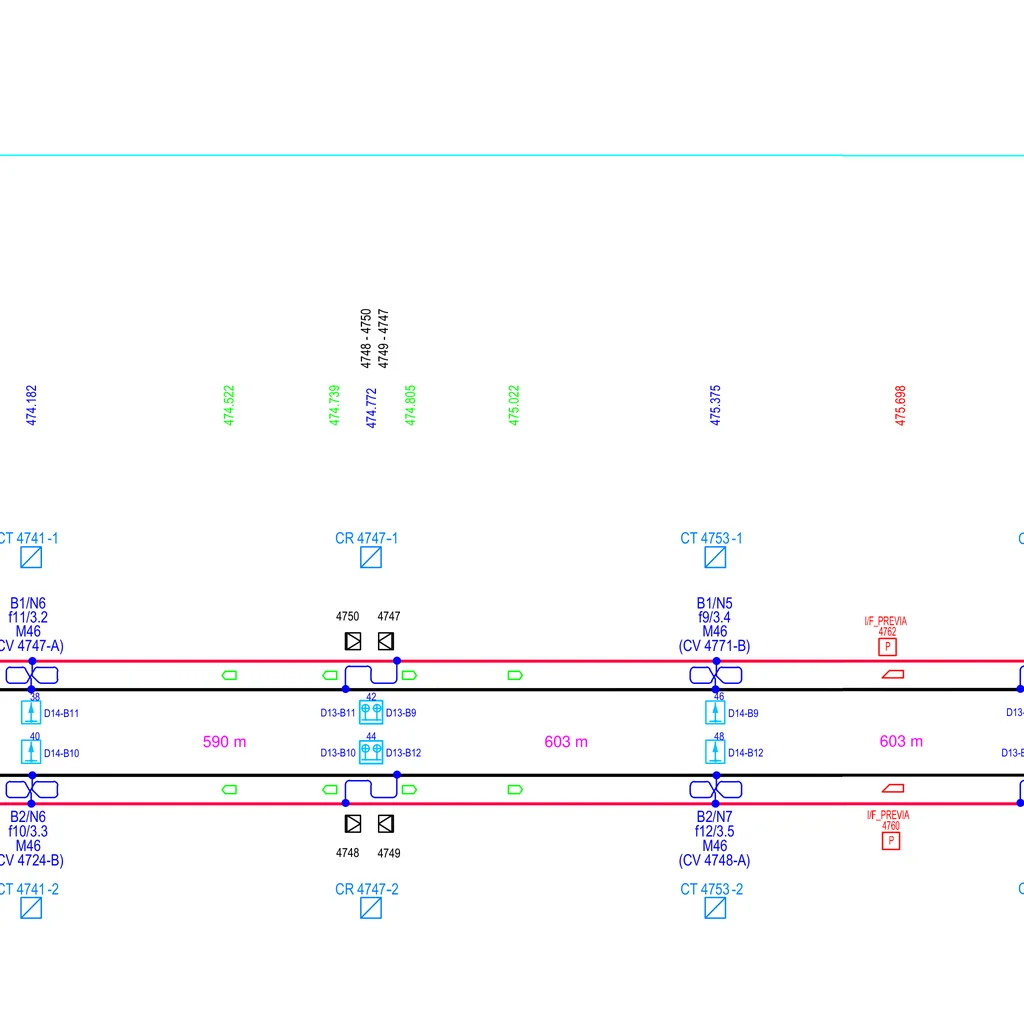 4748 - 4750
4749 - 4747
474.182
474.522
474.739
474.772
474.805
475.022
475.375
475.698
CT 4741-1
CR 4747-1
CT 4753-1
B1/N6
f11/3.2
M46
(CV 4747-A)
4750
4747
B1/N5
f9/3.4
M46
(CV 4771-B)
I/F_PREVIA
4762
P
38
D14-B11
D13-B11
42
D13-B9
46
D14-B9
D13-
40
D14-B10
590 m
D13-B10
44
D13-B12
603 m
48
D14-B12
603 m
B2/N6
f10/3.3
M46
(CV 4724-B)
4748
4749
B2/N7
f12/3.5
M46
(CV 4748-A)
I/F_PREVIA
4760
P
CT 4741-2
CR 4747-2
CT 4753-2